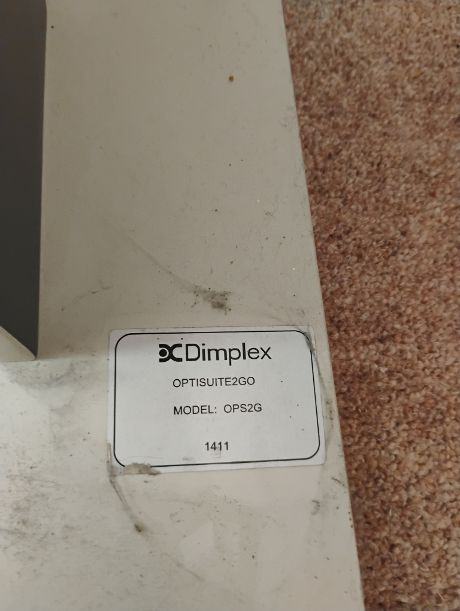 Dimplex
OPTISUITE2GO
MODEL: OPS2G
1411